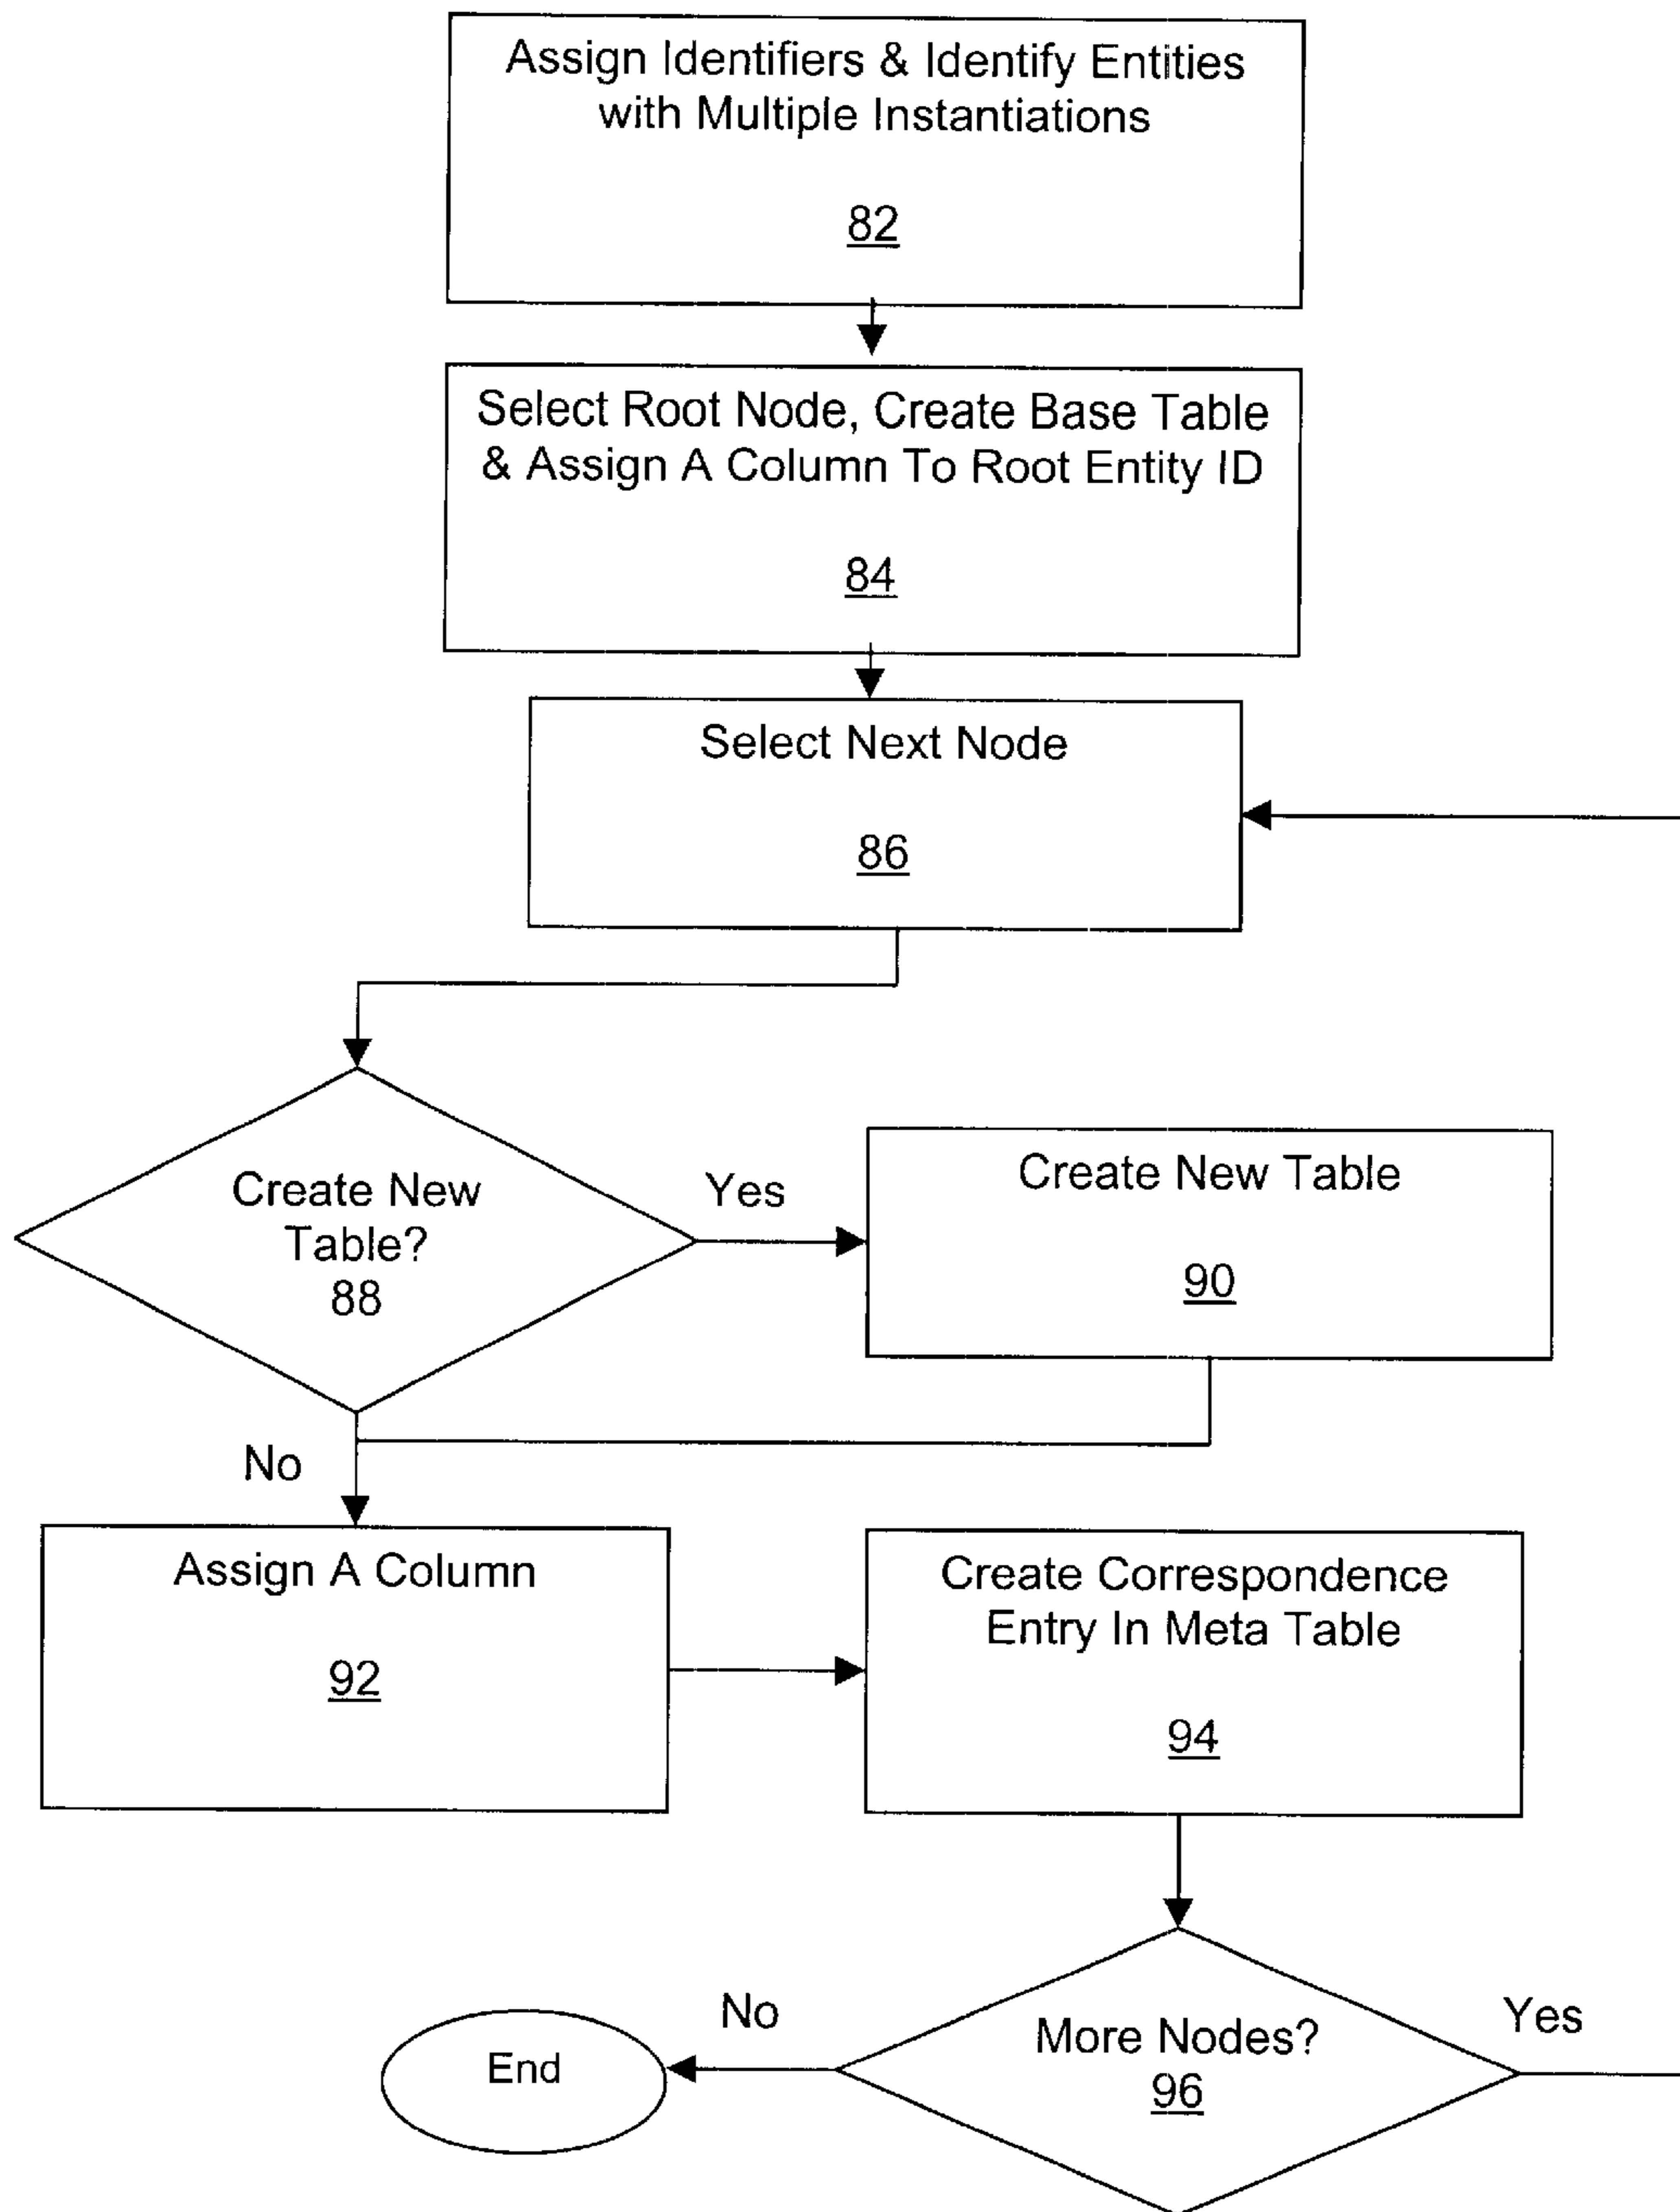 Assign Identifiers & Identify Entities
with Multiple Instantiations
82
Select Root Node, Create Base Table
& Assign A Column To Root Entity ID
84
Select Next Node
86
Create New
Table?
88
Yes
Create New Table
90
No
Assign A Column
92
Create Correspondence
Entry In Meta Table
94
More Nodes?
96
Yes
No
End